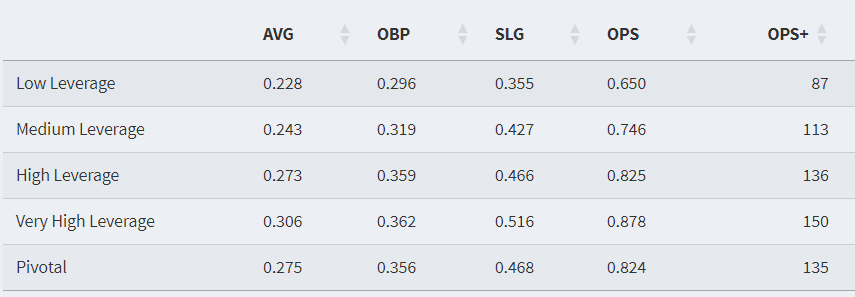 AVG OBP SLG OPS OPS+
Low Leverage 0.228 0.296 0.355 0.650 87
Medium Leverage 0.243 0.319 0.427 0.746 113
High Leverage 0.273 0.359 0.466 0.825 136
Very High Leverage 0.306 0.362 0.516 0.878 150
Pivotal 0.275 0.356 0.468 0.824 135